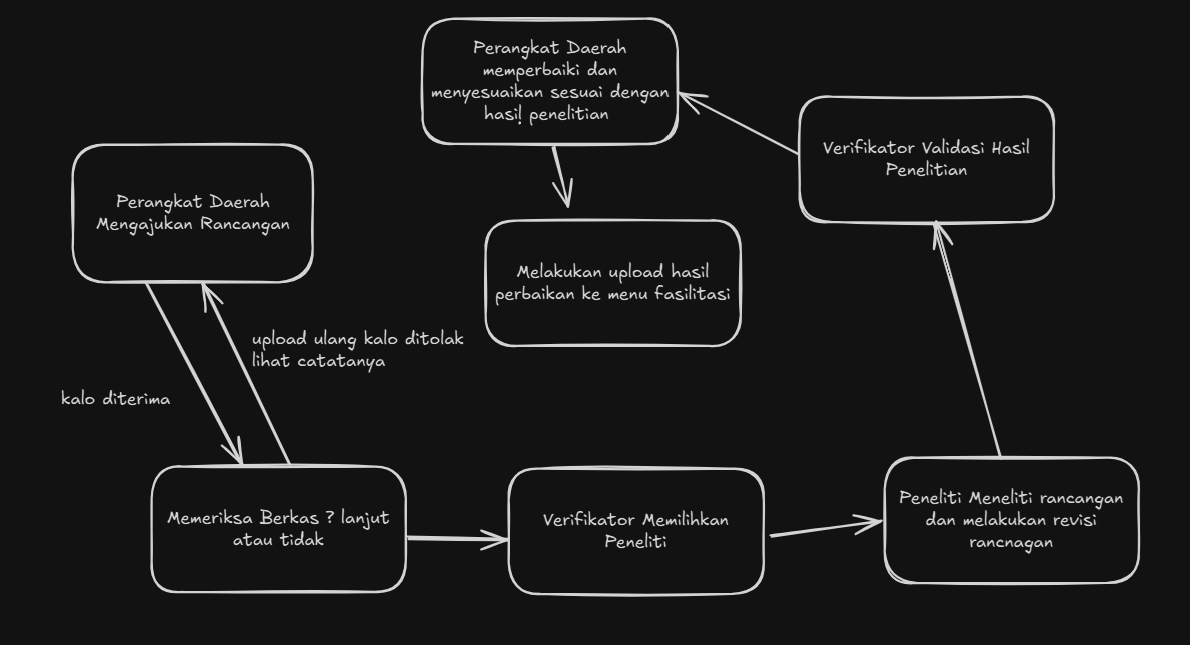 Perangkat Daerah
memperbaiki dan
menyesuaikan sesuai dengan
hasil penelitian
Verifikator Validasi Hasil
Penelitian
Perangkat Daerah
Mengajukan Rancangan
Melakukan upload hasil
perbaikan ke menu fasilitasi
upload ulang kalo ditolak
lihat catatanya
kalo diterima
Memeriksa Berkas ? lanjut
atau tidak
Verifikator Memilihkan
Peneliti
Peneliti Meneliti rancangan
dan melakukan revisi
rancnagan